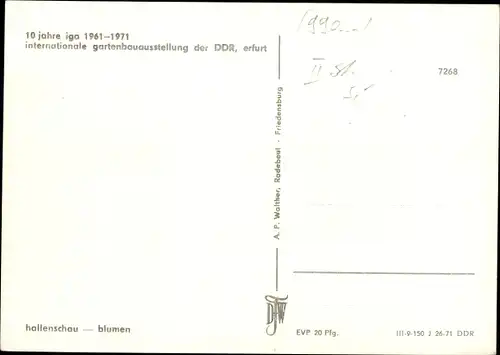 10 jahre iga 1961–1971
internationale gartenbauausstellung der DDR, erfurt
7268
A. P. Walther, Radebeul - Friedensburg
hallenschau — blumen
EVP 20 Pfg.
III-9-150 2 26-71 DDR